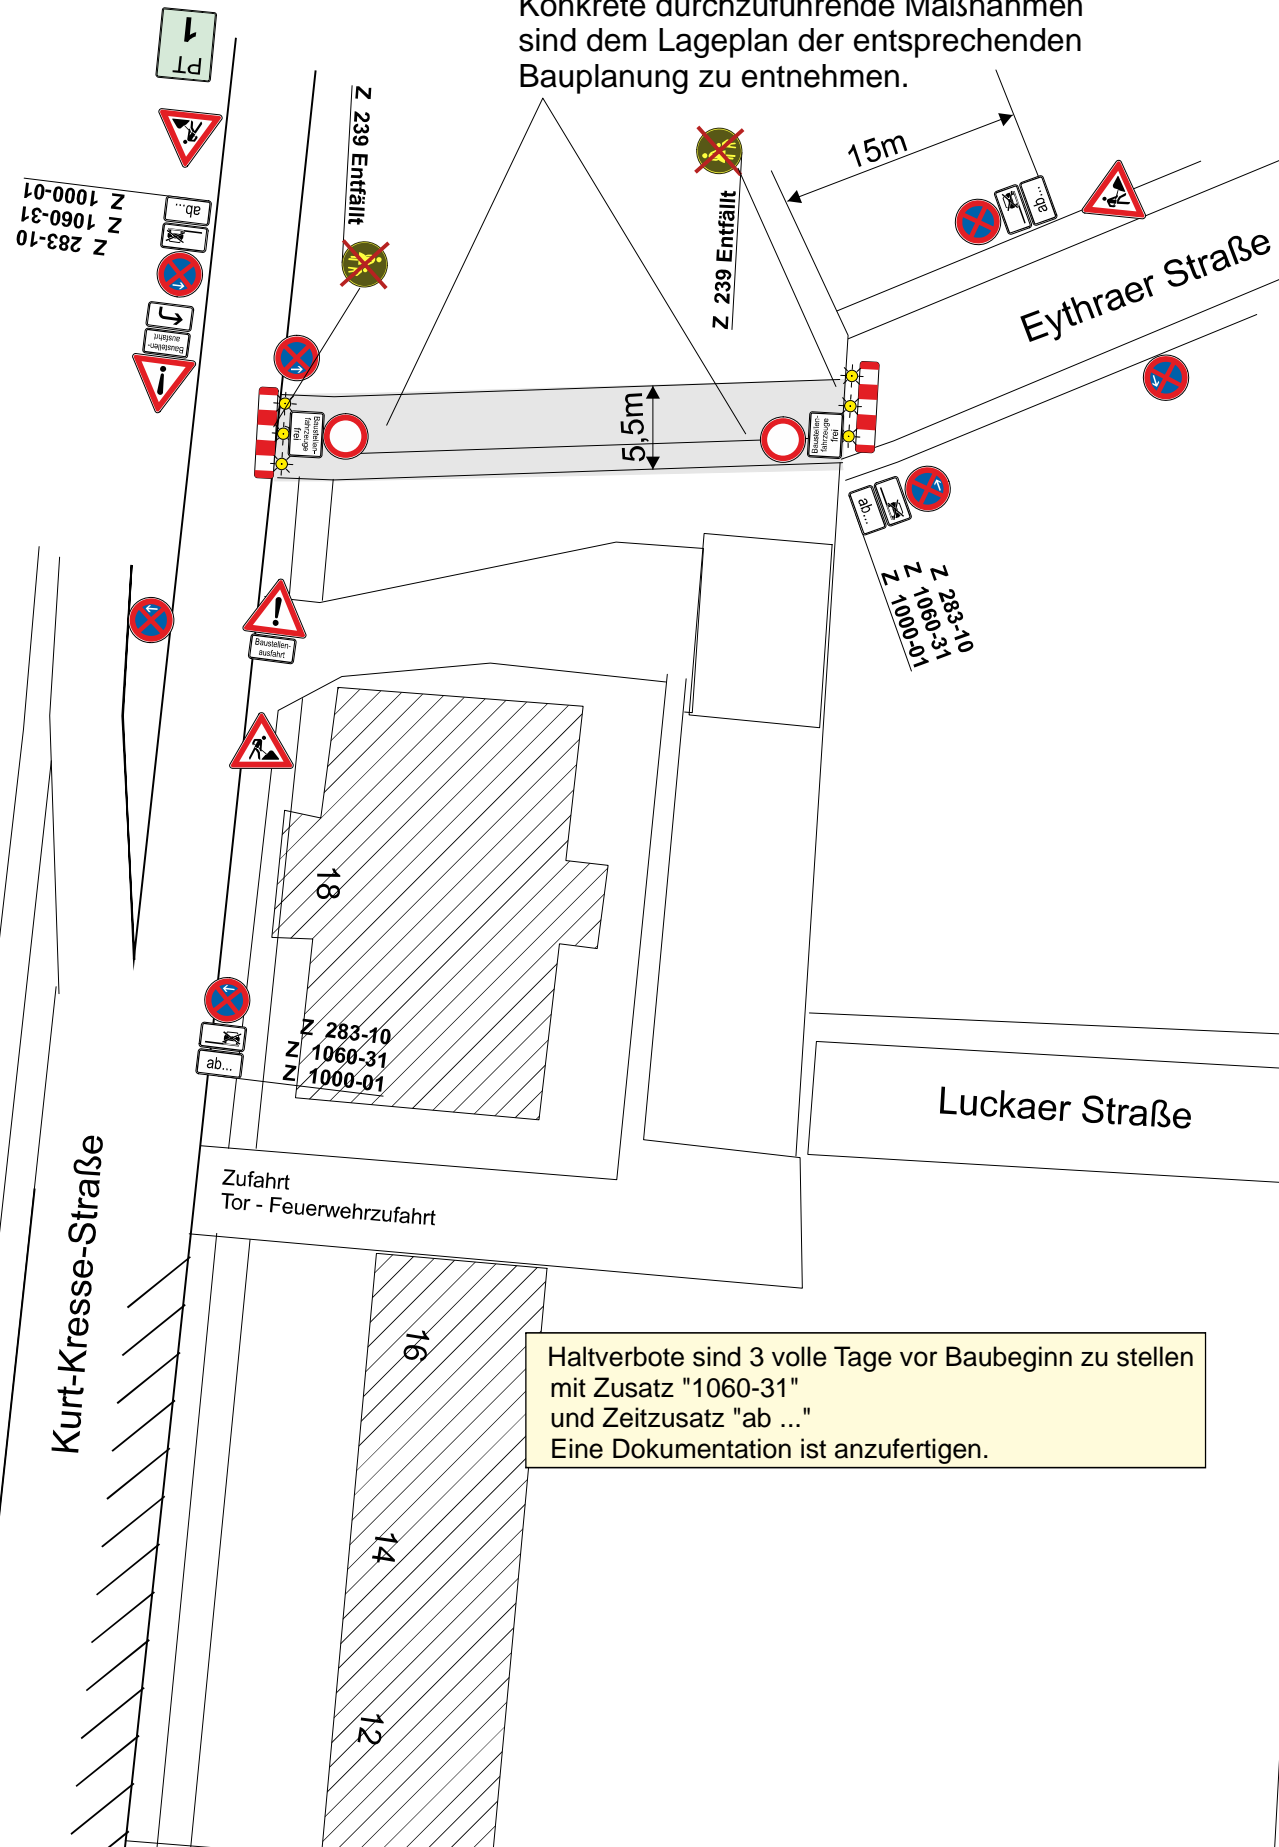 Konkrete durchzuführende Maßnahmen
sind dem Lageplan der entsprechenden
Bauplanung zu entnehmen.
PT
1
Z 283-10
Z 1060-31
Z 1000-01
ab...
Baustellen-
ausfahrt
Z 239 Entfällt
Z 239 Entfällt
15m
ab...
Eythraer Straße
Baustellen-
fahrzeuge
frei
5,5m
Baustellen-
fahrzeuge
frei
ab...
Z 283-10
Z 1060-31
Z 1000-01
Baustellen-
ausfahrt
18
ab...
Z 283-10
Z 1060-31
Z 1000-01
Luckaer Straße
Zufahrt
Tor - Feuerwehrzufahrt
Kurt-Kresse-Straße
16
14
12
Haltverbote sind 3 volle Tage vor Baubeginn zu stellen
mit Zusatz "1060-31"
und Zeitzusatz "ab ..."
Eine Dokumentation ist anzufertigen.